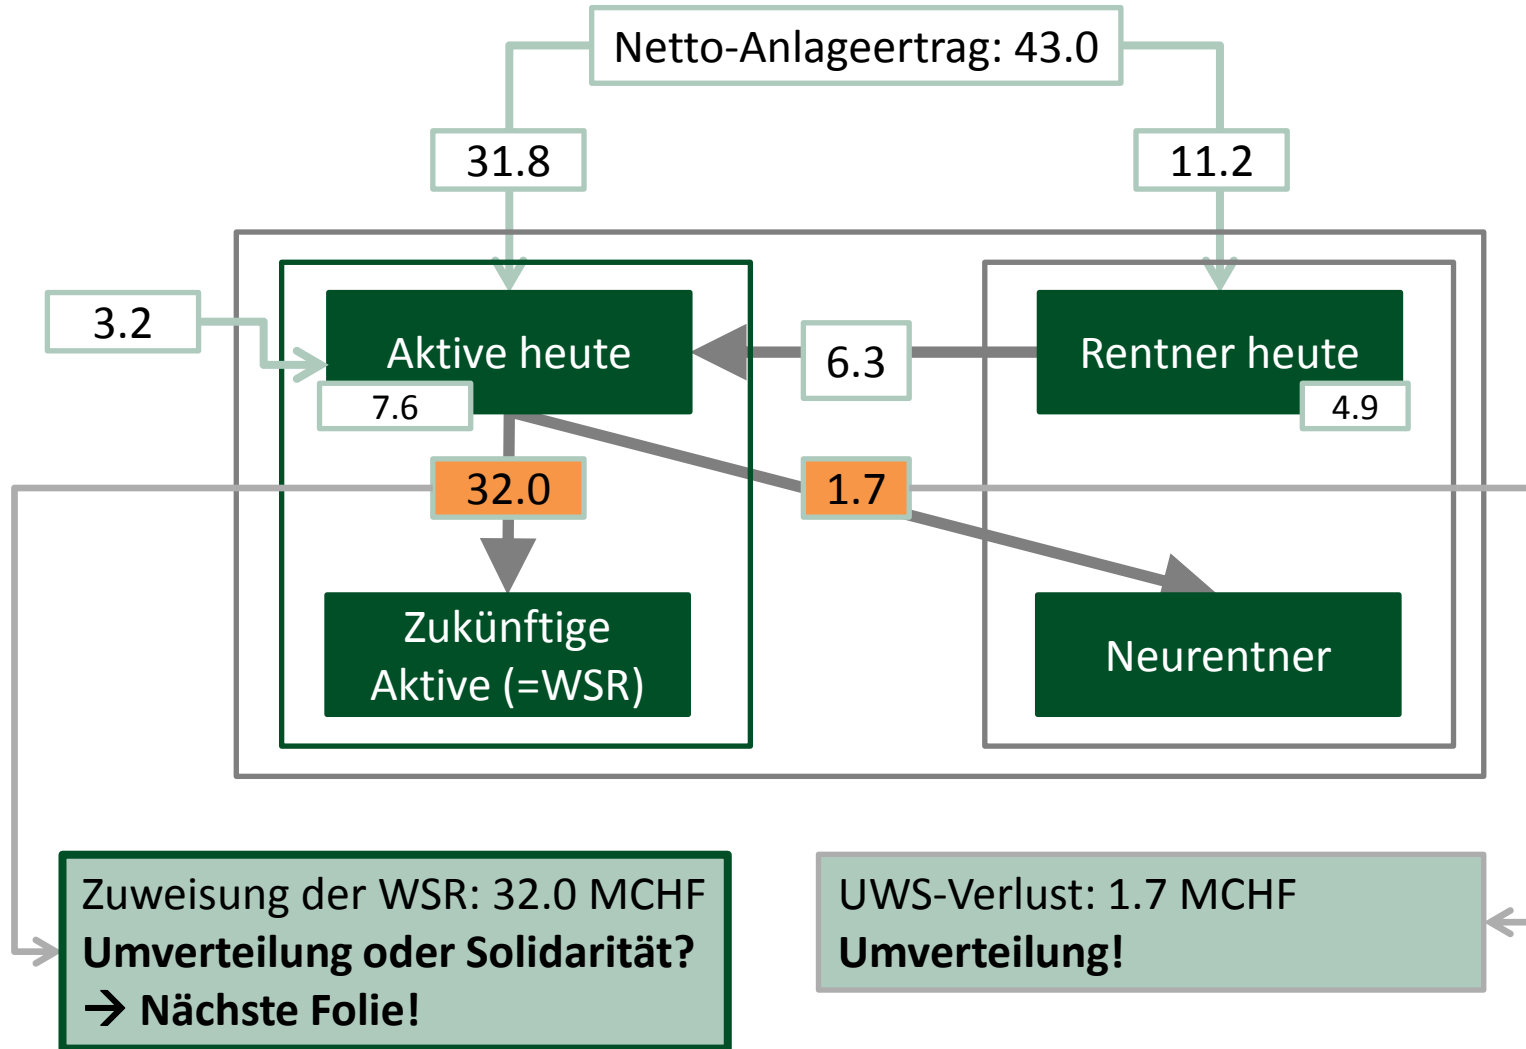 Netto-Anlageertrag: 43.0
31.8
11.2
3.2
Aktive heute
7.6
6.3
Rentner heute
4.9
32.0
1.7
Zukünftige
Aktive (=WSR)
Neurentner
Zuweisung der WSR: 32.0 MCHF
Umverteilung oder Solidarität?
→ Nächste Folie!
UWS-Verlust: 1.7 MCHF
Umverteilung!